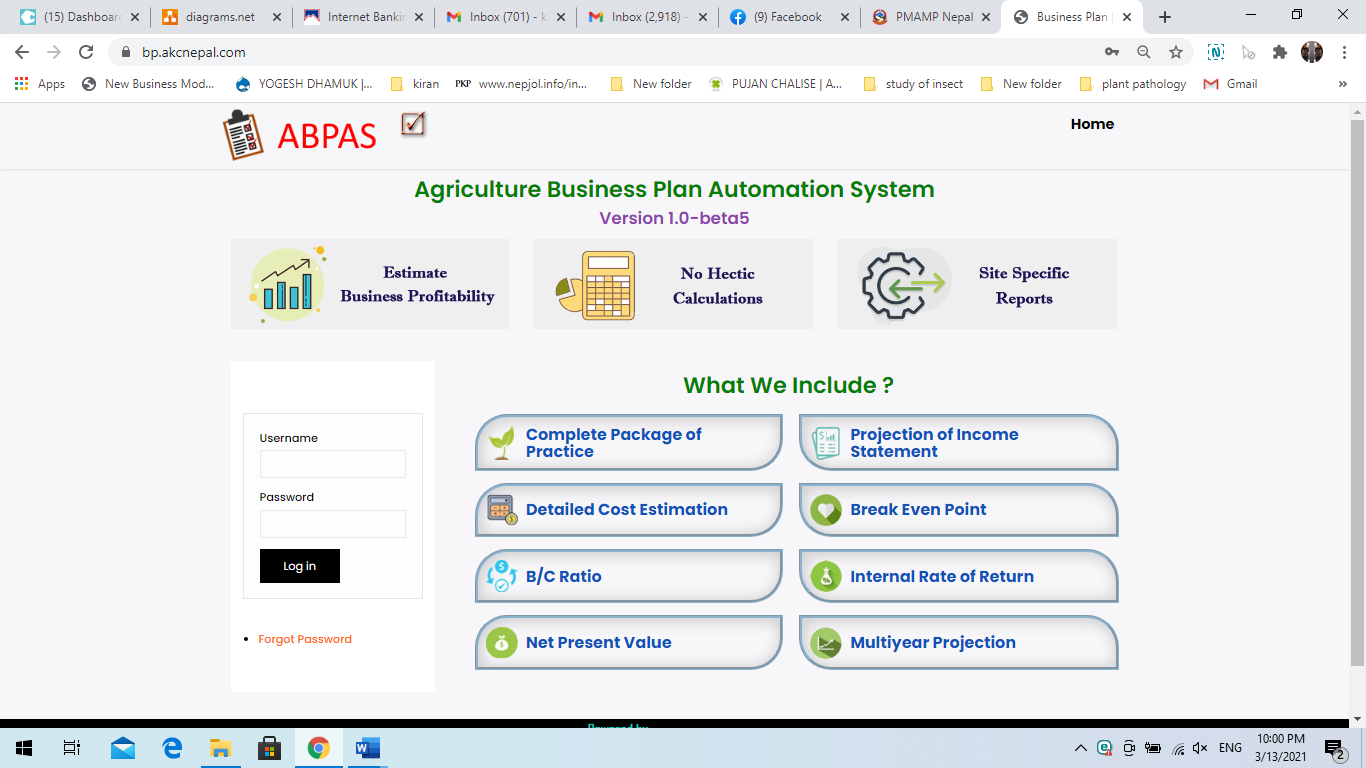 (15) Dashboard
diagrams.net
Internet Bankin
Inbox (701) - k
Inbox (2,918) -
(9) Facebook
PMAMP Nepal
Business Plan |
bp.akcnepal.com
Apps
New Business Mod...
YOGESH DHAMUK |...
kiran
PKP
www.nepjol.info/in...
New folder
PUJAN CHALISE | A...
study of insect
New folder
plant pathology
Gmail
ABPAS
Home
Agriculture Business Plan Automation System
Version 1.0-beta5
Estimate
Business Profitability
No Hectic
Calculations
Site Specific
Reports
Username
Password
Log in
Forgot Password
What We Include ?
Complete Package of
Practice
Projection of Income
Statement
Detailed Cost Estimation
Break Even Point
B/C Ratio
Internal Rate of Return
Net Present Value
Multiyear Projection
Powered by
ENG
10:00 PM
3/13/2021
2